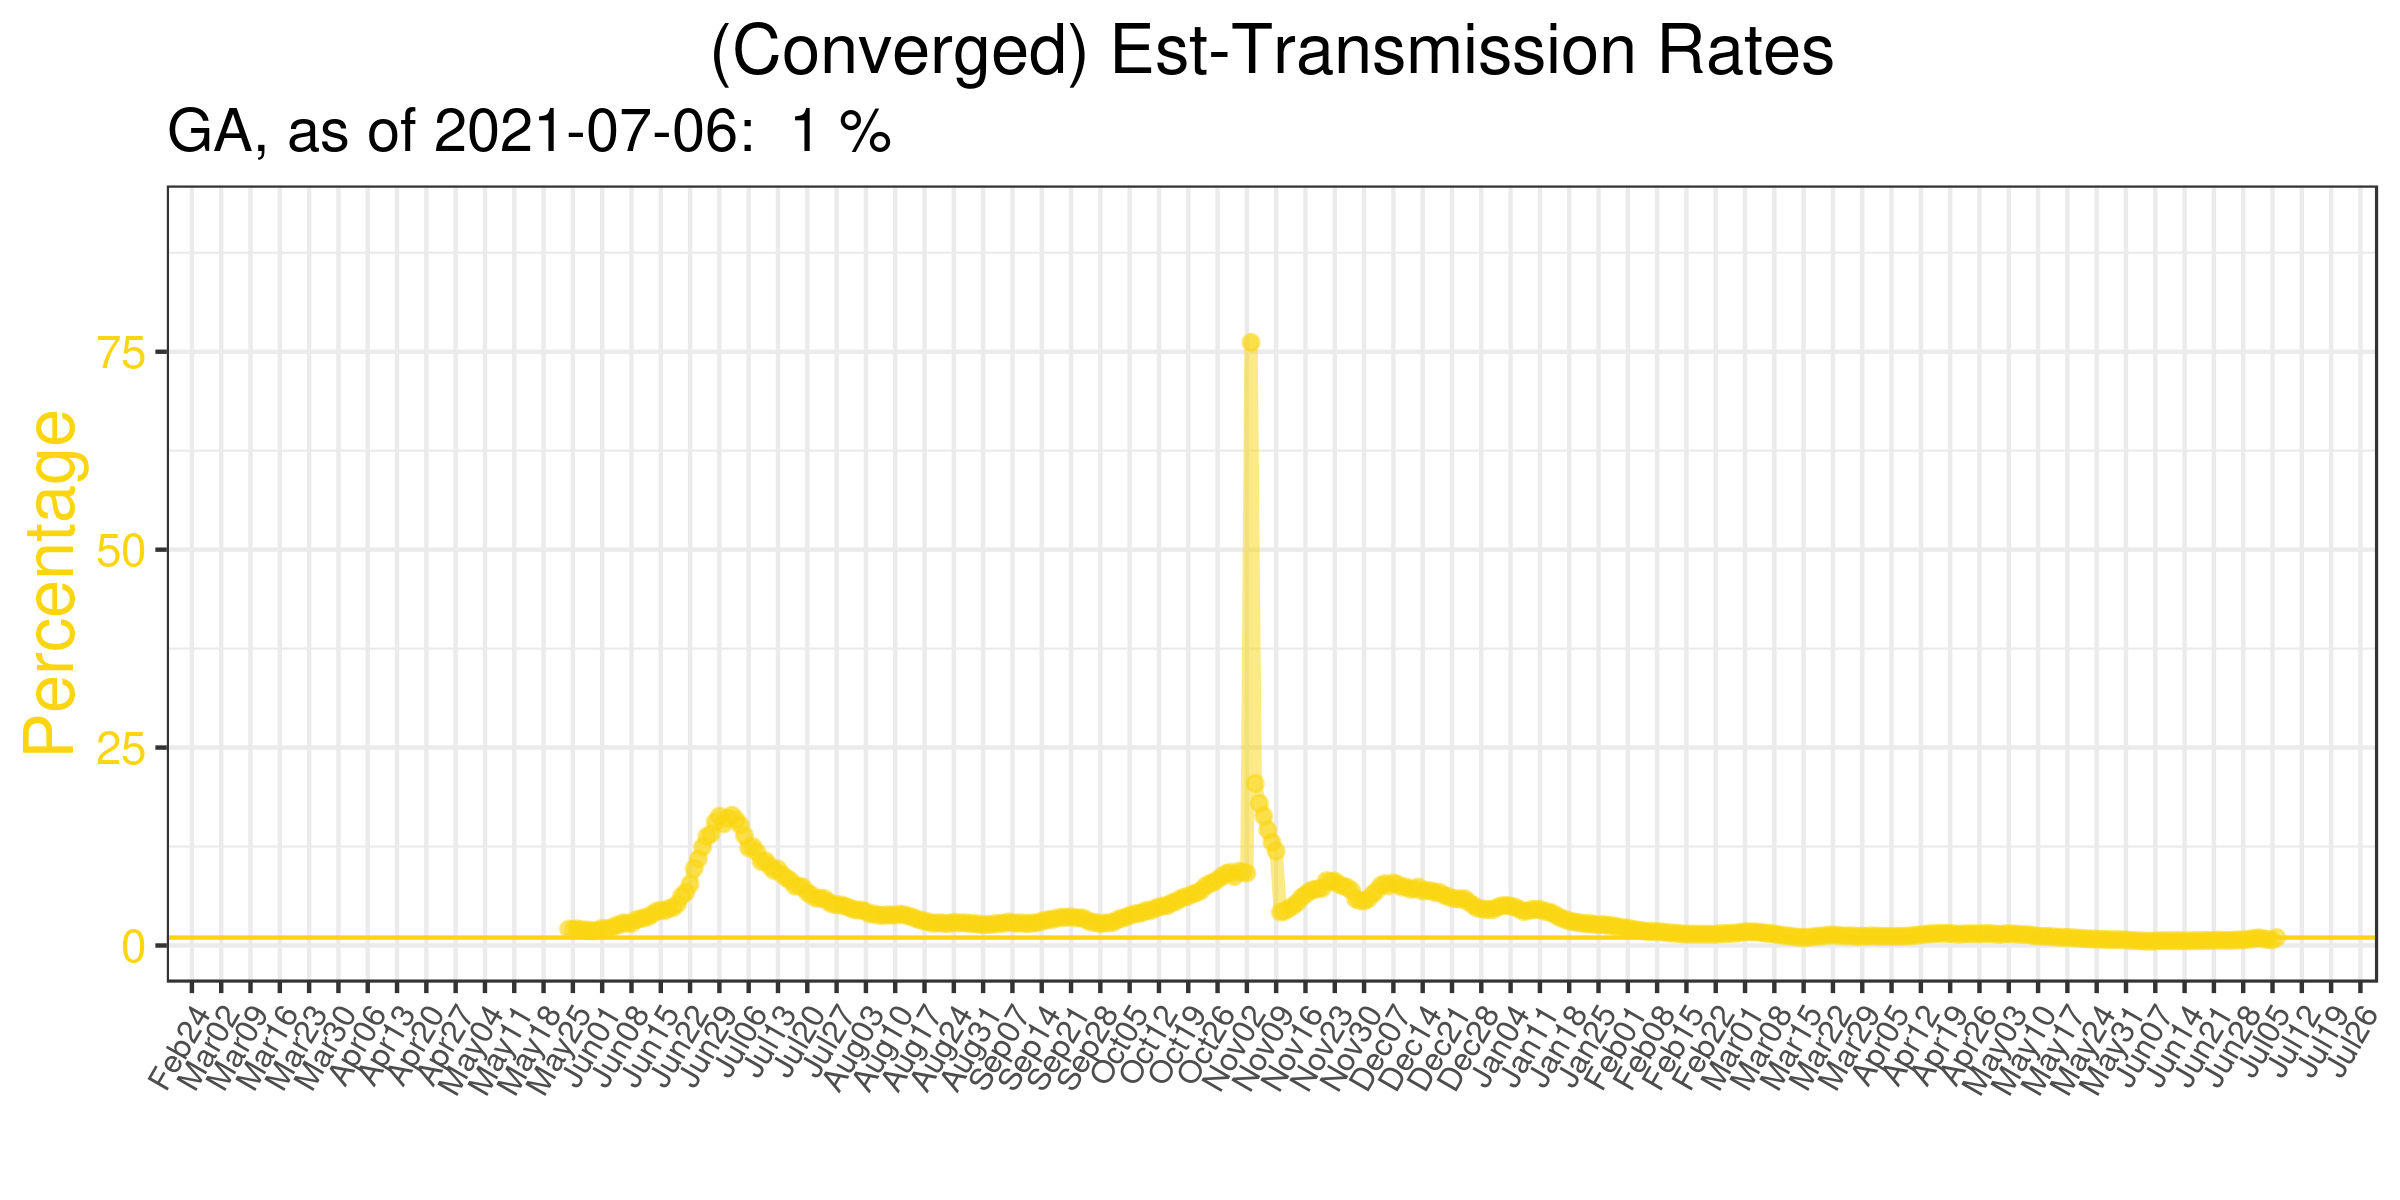 (Converged) Est-Transmission Rates
GA, as of 2021-07-06:  1 %
Percentage
75
50
25
0
Feb24
Mar02
Mar09
Mar16
Mar23
Mar30
Apr06
Apr13
Apr20
Apr27
May04
May11
May18
May25
Jun01
Jun08
Jun15
Jun22
Jun29
Jul06
Jul13
Jul20
Jul27
Aug03
Aug10
Aug17
Aug24
Aug31
Sep07
Sep14
Sep21
Sep28
Oct05
Oct12
Oct19
Oct26
Nov02
Nov09
Nov16
Nov23
Nov30
Dec07
Dec14
Dec21
Dec28
Jan04
Jan11
Jan18
Jan25
Feb01
Feb08
Feb15
Feb22
Mar01
Mar08
Mar15
Mar22
Mar29
Apr05
Apr12
Apr19
Apr26
May03
May10
May17
May24
May31
Jun07
Jun14
Jun21
Jun28
Jul05
Jul12
Jul19
Jul26